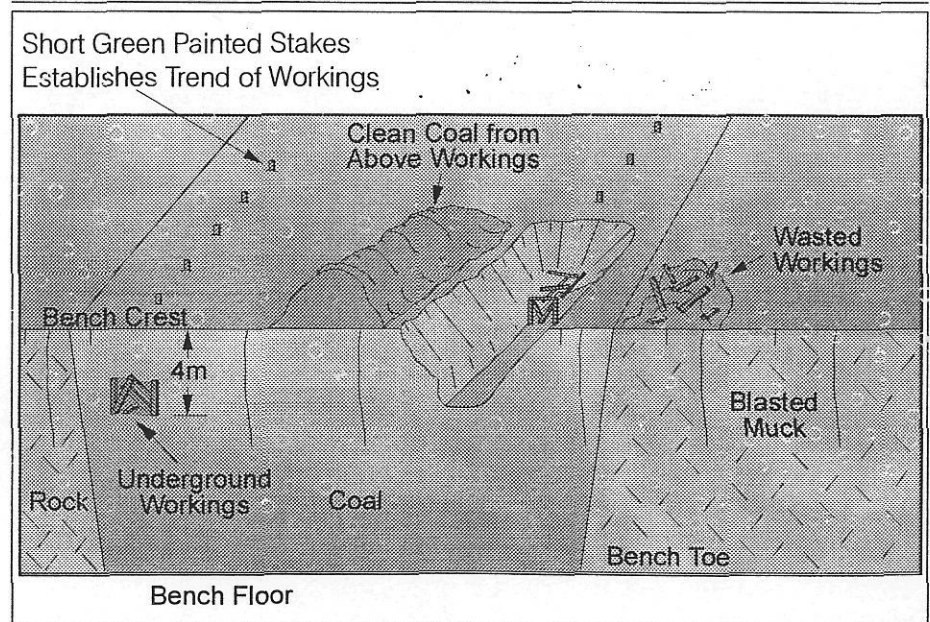 Short Green Painted Stakes
Establishes Trend of Workings
Clean Coal from
Above Workings
Wasted
Workings
Bench Crest
4m
Blasted
Muck
Underground
Workings
Rock
Coal
Bench Toe
Bench Floor